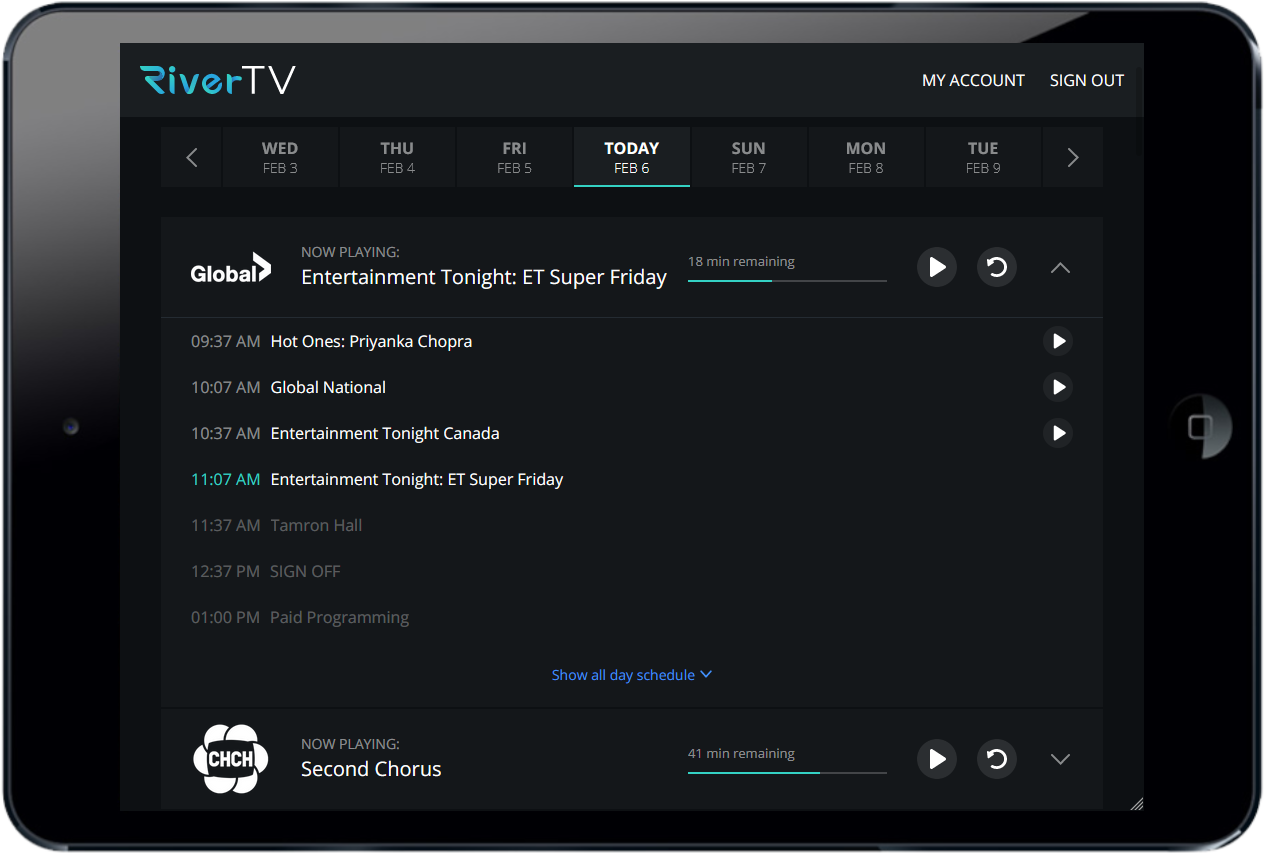 RiverTV
MY ACCOUNT
SIGN OUT
WED
FEB 3
THU
FEB 4
FRI
FEB 5
TODAY
FEB 6
SUN
FEB 7
MON
FEB 8
TUE
FEB 9
Global
NOW PLAYING:
Entertainment Tonight: ET Super Friday
18 min remaining
09:37 AM Hot Ones: Priyanka Chopra
10:07 AM Global National
10:37 AM Entertainment Tonight Canada
11:07 AM Entertainment Tonight: ET Super Friday
11:37 AM Tamron Hall
12:37 PM SIGN OFF
01:00 PM Paid Programming
Show all day schedule
CHCH
NOW PLAYING:
Second Chorus
41 min remaining